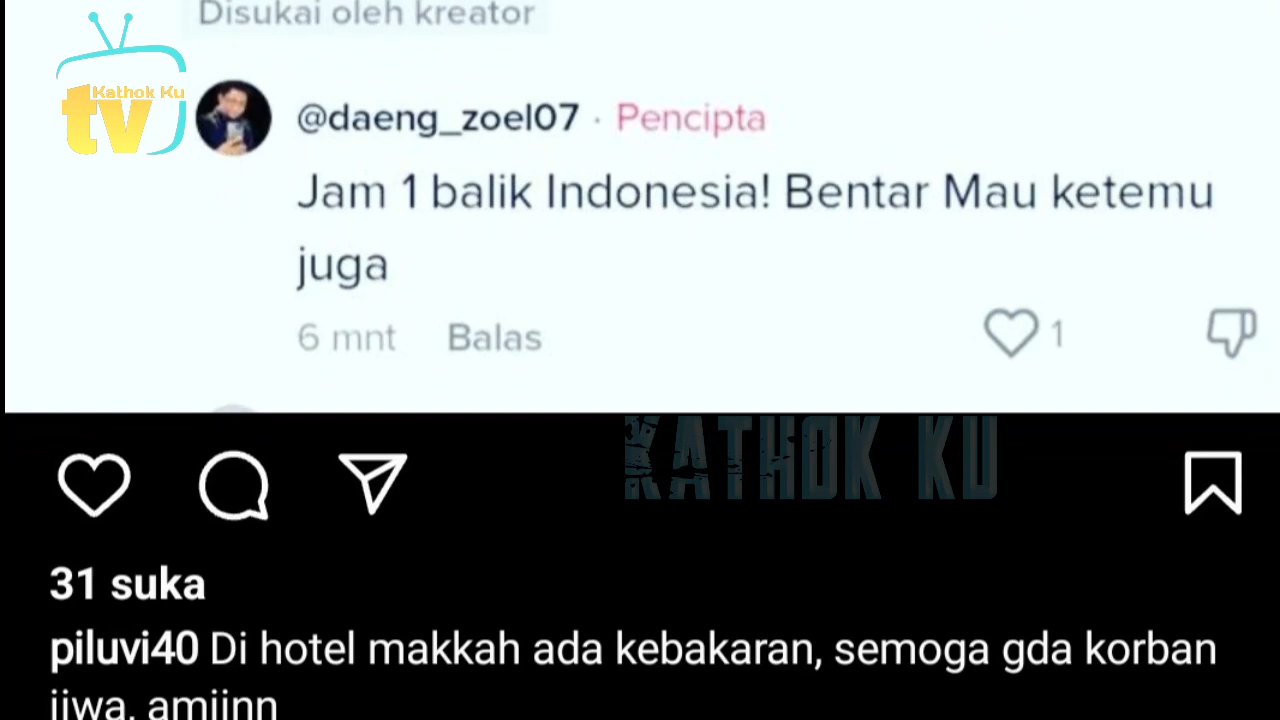 Disukai oleh kreator
Kathok Ku
tv
@daeng_zoel07 · Pencipta
Jam 1 balik Indonesia! Bentar Mau ketemu
juga
6 mnt Balas 1
KATHOK KU
31 suka
piluvi40 Di hotel makkah ada kebakaran, semoga gda korban
jiwa, amiinn